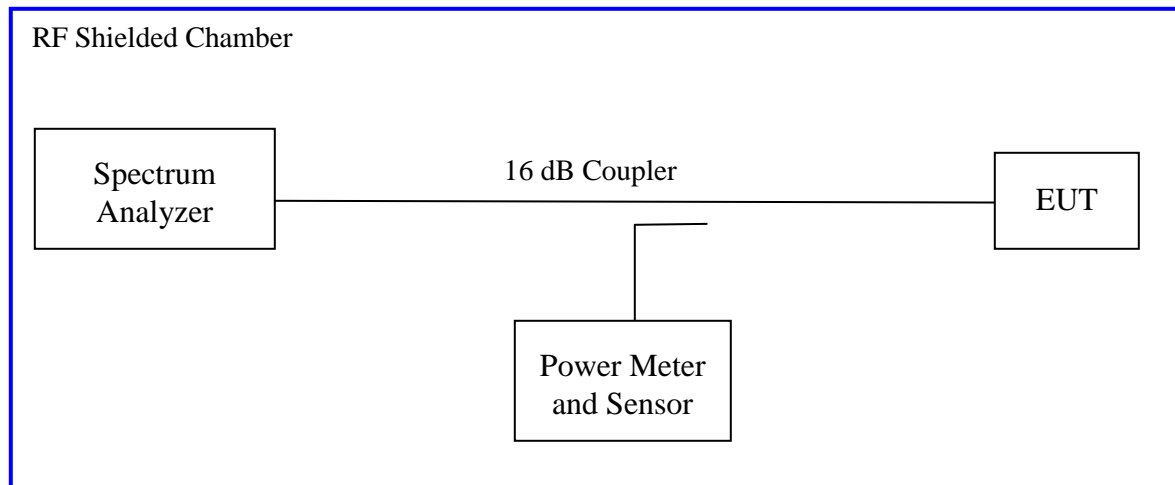 RF Shielded Chamber
Spectrum
Analyzer
16 dB Coupler
EUT
Power Meter
and Sensor